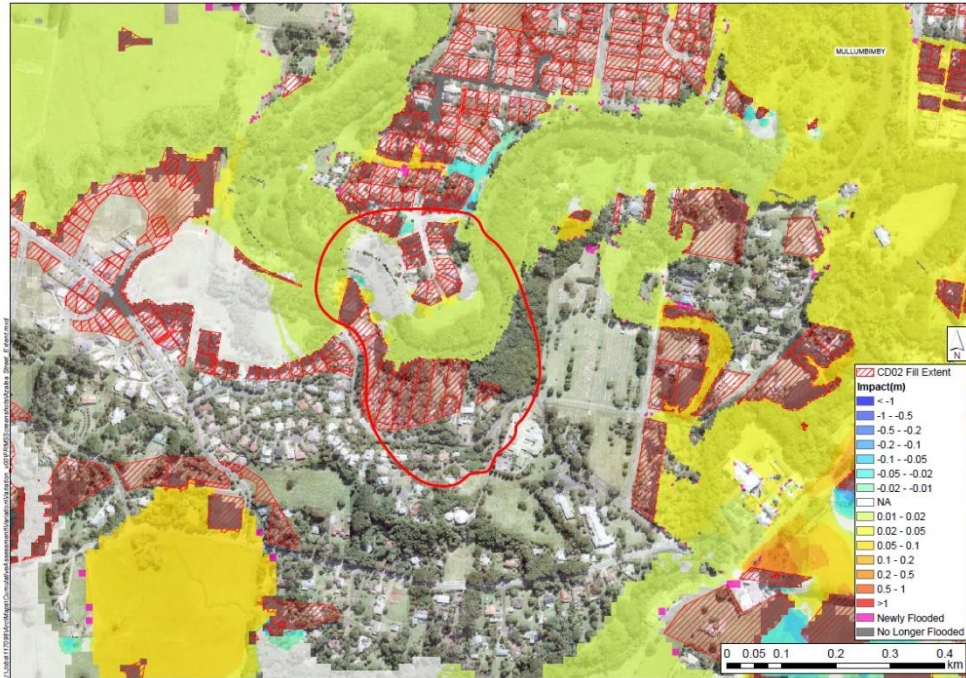 MULLUMBIMBY
N
CD02 Fill Extent
Impact(m)
< -1
-1 - -0.5
-0.5 - -0.2
-0.2 - -0.1
-0.1 - -0.05
-0.05 - -0.02
-0.02 - -0.01
NA
0.01 - 0.02
0.02 - 0.05
0.05 - 0.1
0.1 - 0.2
0.2 - 0.5
0.5 - 1
>1
Newly Flooded
No Longer Flooded
0 0.05 0.1 0.2 0.3 0.4
km